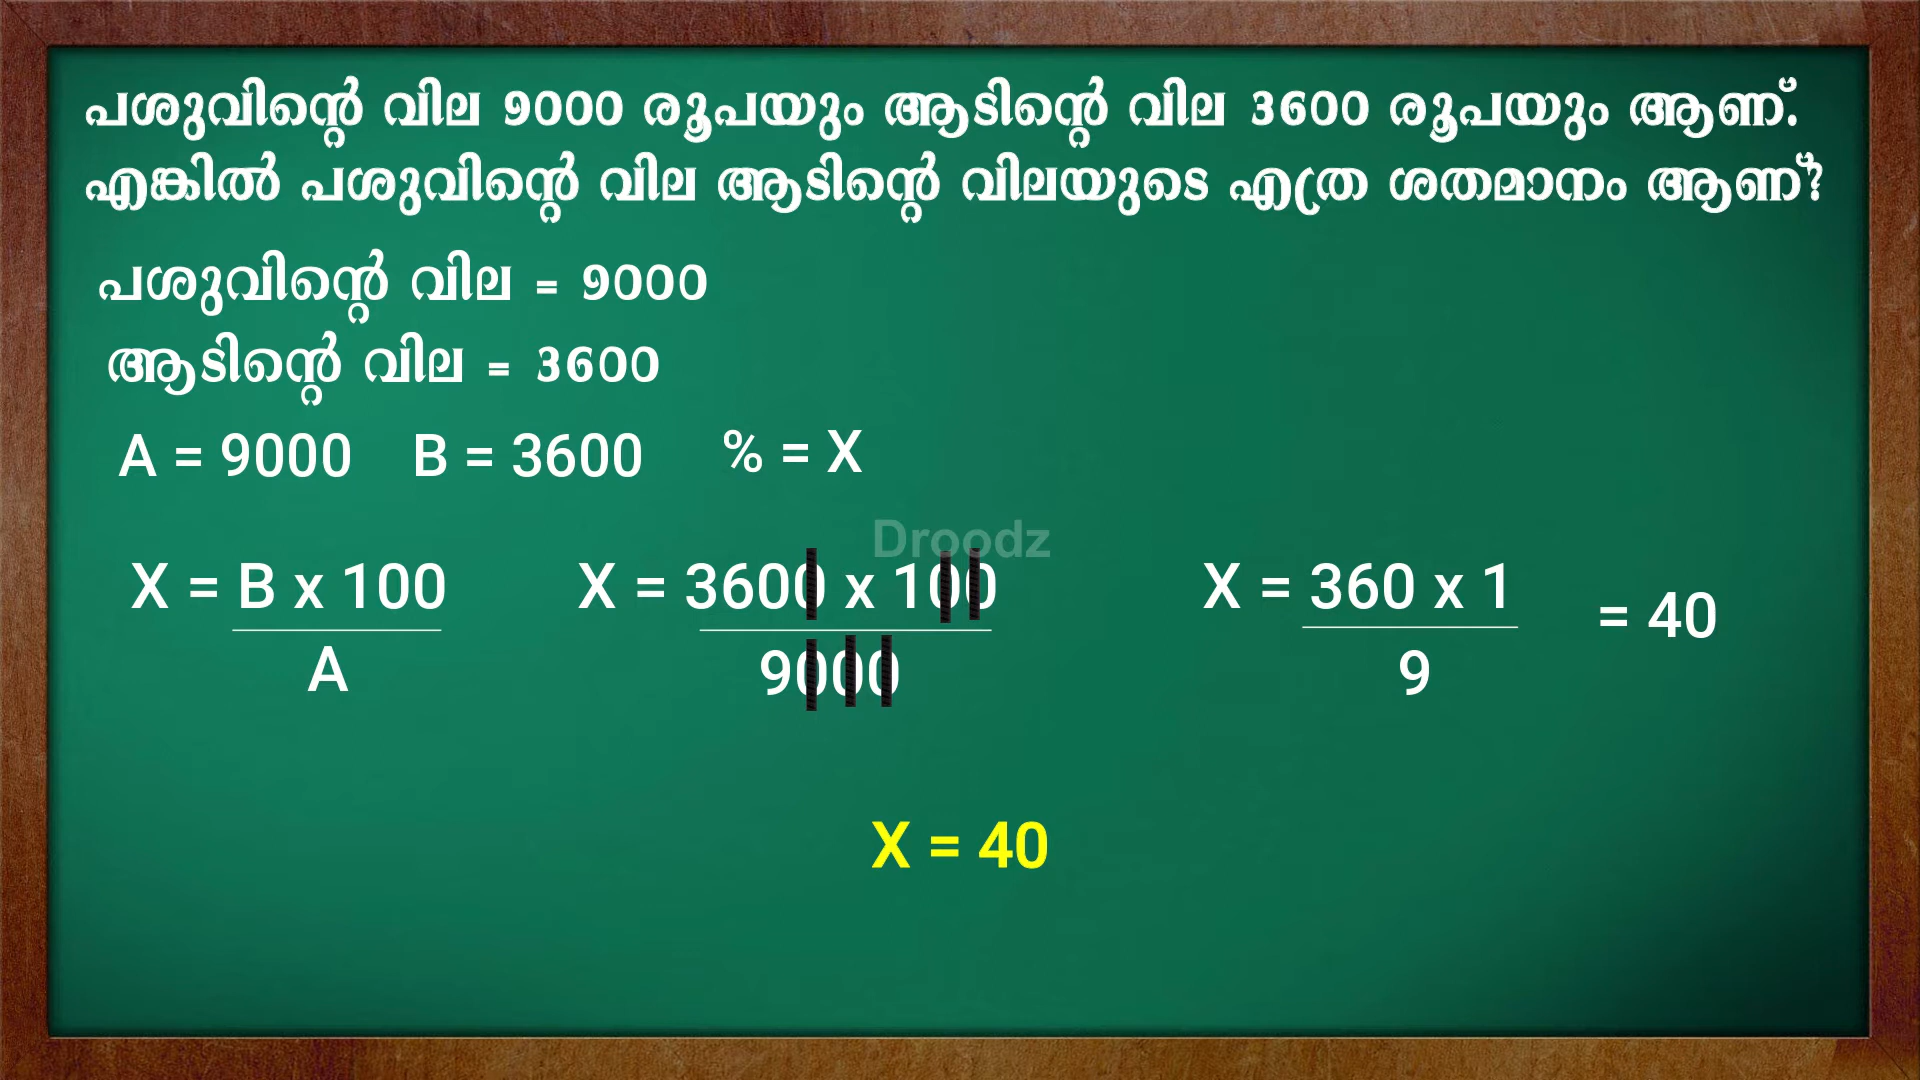 പശുവിന്റെ വില 9000 രൂപയും ആടിന്റെ വില 3600 രൂപയും ആണ്.
എങ്കിൽ പശുവിന്റെ വില ആടിന്റെ വിലയുടെ എത്ര ശതമാനം ആണ്?
പശുവിന്റെ വില = 9000
ആടിന്റെ വില = 3600
A = 9000 B = 3600 % = X
Droodz
X = B x 100 X = 3600 x 100 X = 360 x 1 = 40
A 9000 9
X = 40